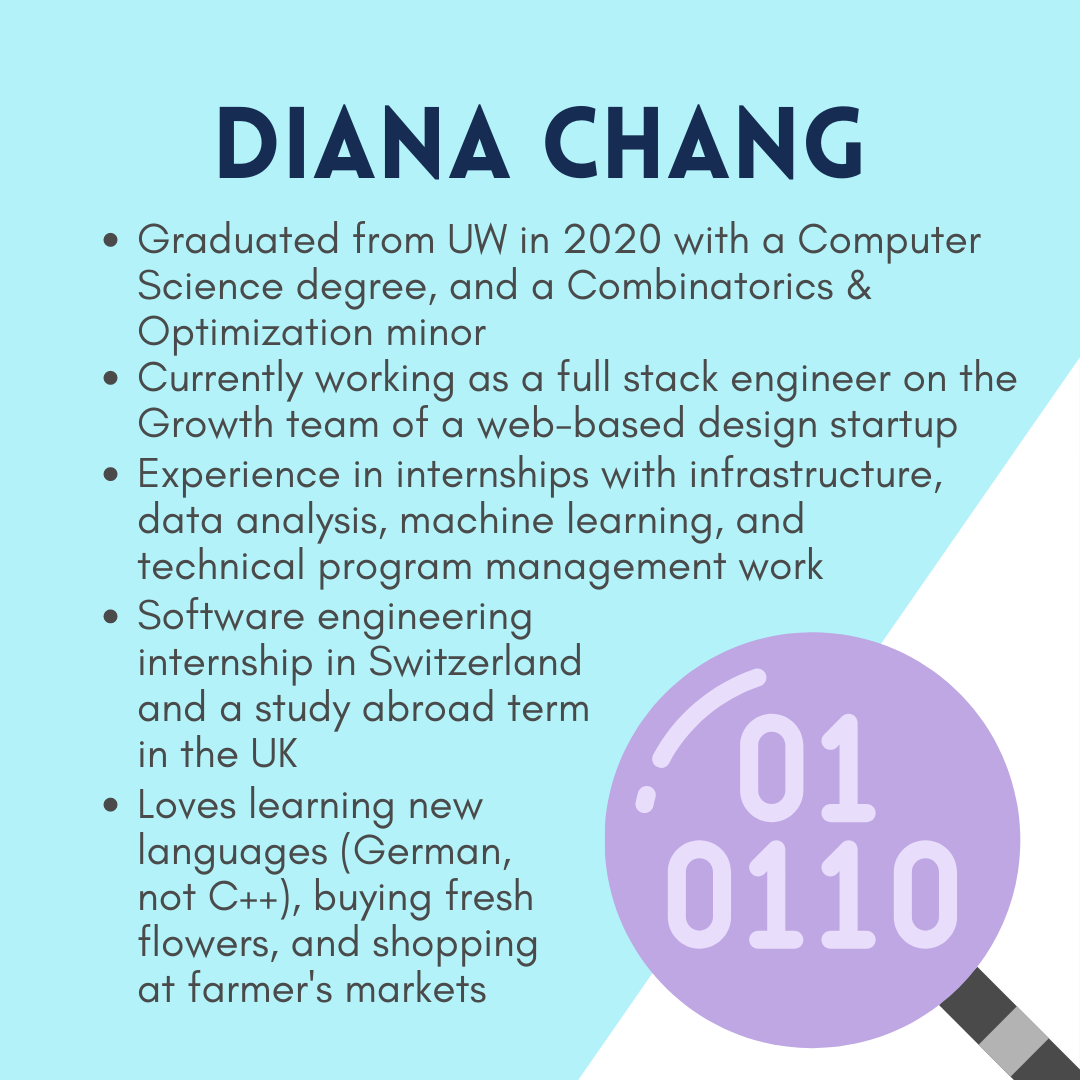 DIANA CHANG
• Graduated from UW in 2020 with a Computer
Science degree, and a Combinatorics &
Optimization minor
• Currently working as a full stack engineer on the
Growth team of a web-based design startup
• Experience in internships with infrastructure,
data analysis, machine learning, and
technical program management work
• Software engineering
internship in Switzerland
and a study abroad term
in the UK
• Loves learning new
languages (German,
not C++), buying fresh
flowers, and shopping
at farmer's markets
01
0110